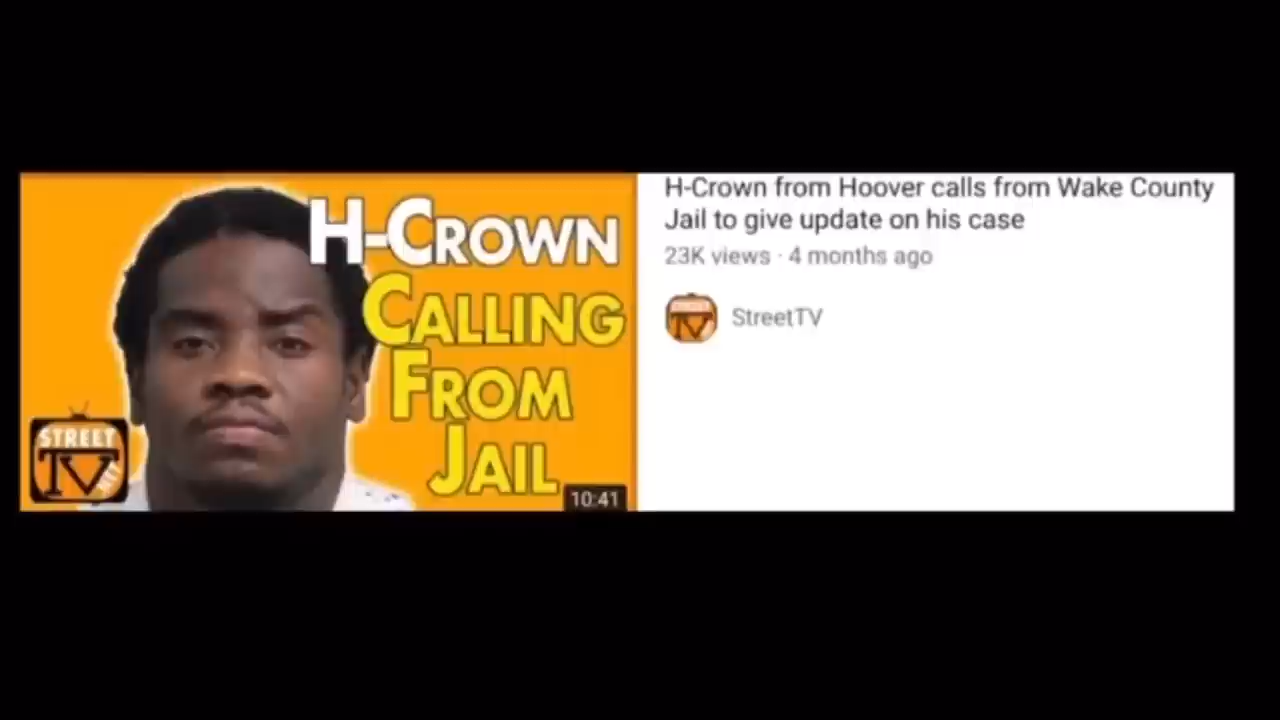 H-CROWN
CALLING
FROM
JAIL
STREET
TV
10:41
H-Crown from Hoover calls from Wake County
Jail to give update on his case
23K views · 4 months ago
StreetTV